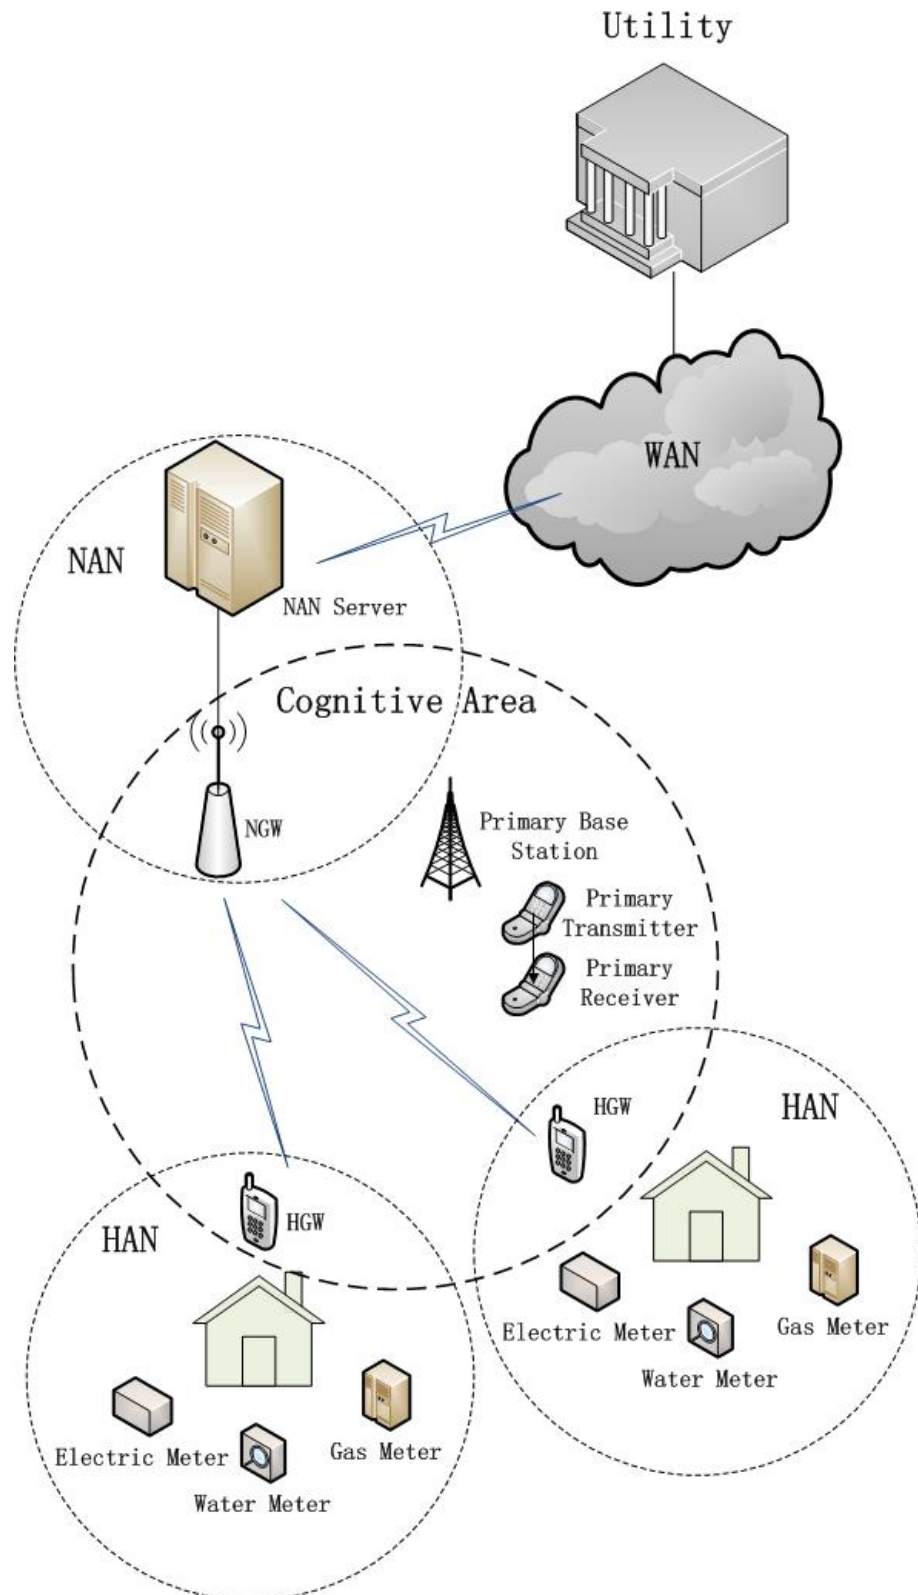 Utility
WAN
NAN
NAN Server
Cognitive Area
NGW
Primary Base
Station
Primary
Transmitter
Primary
Receiver
HGW
HAN
Electric Meter
Gas Meter
Water Meter
HGW
HAN
Electric Meter
Gas Meter
Water Meter